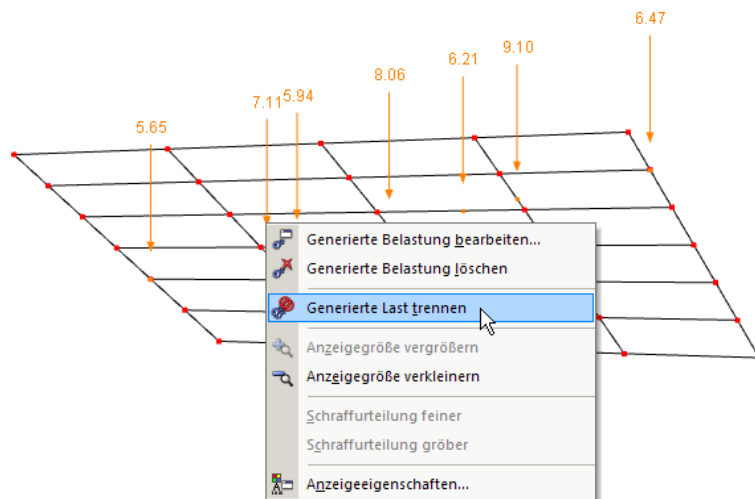 6.47
9.10
6.21
8.06
7.11 5.94
5.65
Generierte Belastung bearbeiten...
Generierte Belastung löschen
Generierte Last trennen
Anzeigegröße vergrößern
Anzeigegröße verkleinern
Schraffurteilung feiner
Schraffurteilung gröber
Anzeigeeigenschaften...